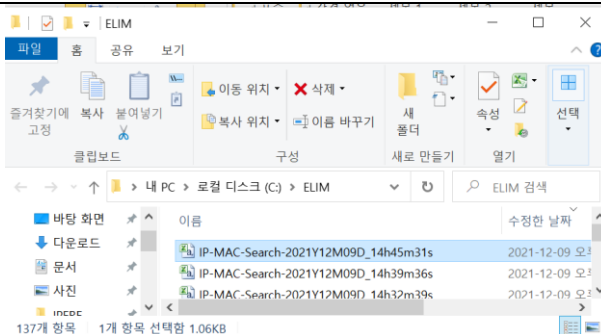 ELIM
파일 홈 공유 보기
즐겨찾기에 고정
복사
붙여넣기
이동 위치
복사 위치
삭제
이름 바꾸기
새 폴더
속성
선택
클립보드 구성 새로 만들기 열기
내 PC > 로컬 디스크 (C:) > ELIM
ELIM 검색
바탕 화면
다운로드
문서
사진
이름 수정한 날짜
IP-MAC-Search-2021Y12M09D_14h45m31s 2021-12-09 오
IP-MAC-Search-2021Y12M09D_14h39m36s 2021-12-09 오
IP-MAC-Search-2021Y12M09D_14h32m39s 2021-12-09 오
137개 항목 1개 항목 선택함 1.06KB